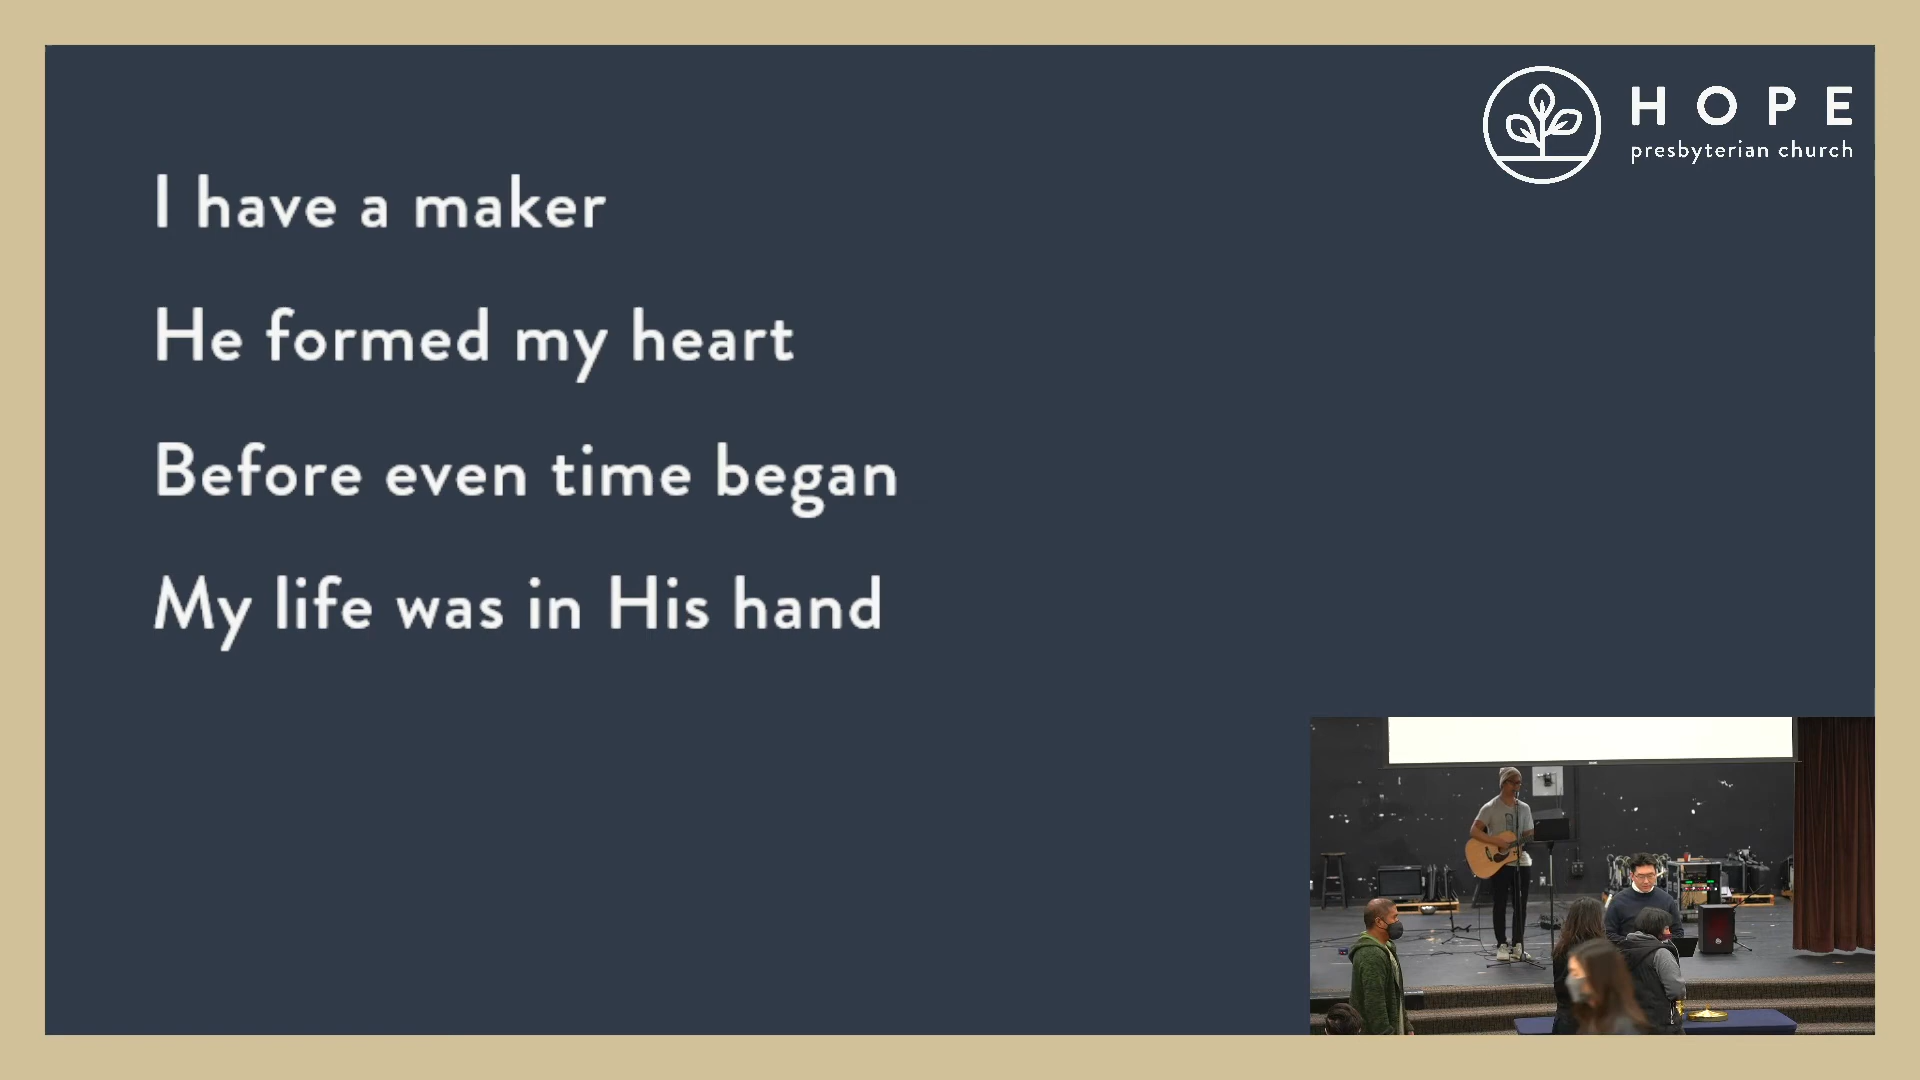 HOPE
presbyterian church
I have a maker
He formed my heart
Before even time began
My life was in His hand